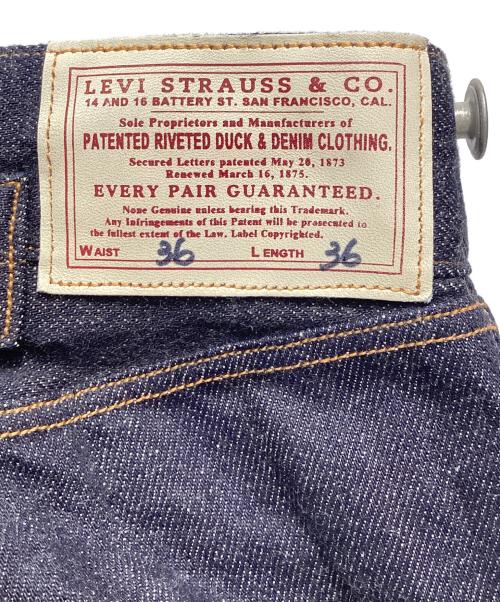 LEVI STRAUSS & CO.
14 AND 16 BATTERY ST. SAN FRANCISCO, CAL.
Sole Proprietors and Manufacturers of
PATENTED RIVETED DUCK & DENIM CLOTHING.
Secured Letters patented May 20, 1873
Renewed March 16, 1875.
EVERY PAIR GUARANTEED.
None Genuine unless bearing this Trademark.
Any Infringements of this Patent will be prosecuted to
the fullest extent of the Law. Label Copyrighted.
WAIST 36 LENGTH 36